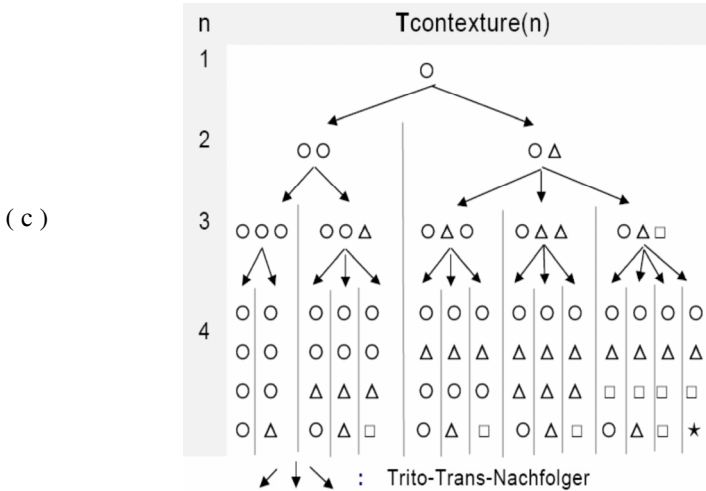 n Tcontexture(n)
1
○
2
○ ○ ○ △
( c )
3
○ ○ ○ ○ ○ △ ○ △ ○ ○ △ △ ○ △ □
○ ○ ○ ○ ○ ○ ○ ○ ○ ○ ○ ○ ○ ○ ○
4
○ ○ ○ ○ ○ △ △ △ △ △ △ △ △ △ △
○ ○ △ △ △ ○ ○ ○ △ △ △ □ □ □ □
○ △ ○ △ □ ○ △ □ ○ △ □ ○ △ □ ★
: Trito-Trans-Nachfolger